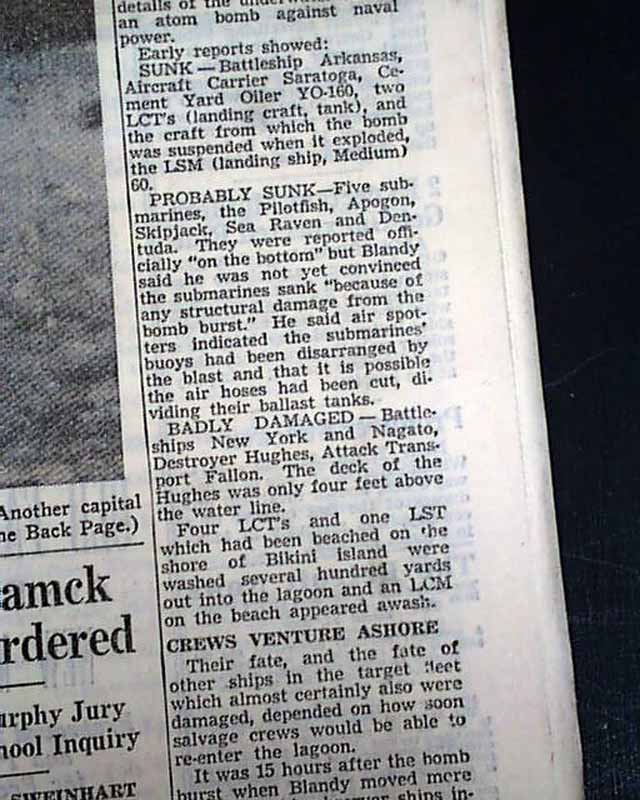 details of the
an atom bomb against naval
power.
Early reports showed:
SUNK — Battleship Arkansas,
Aircraft Carrier Saratoga, Ce-
ment Yard Oiler YO-160, two
LCT's (landing craft, tank), and
the craft from which the bomb
was suspended when it exploded,
the LSM (landing ship, Medium)
60.
PROBABLY SUNK—Five sub-
marines, the Pilotfish, Apogon,
Skipjack, Sea Raven and Den-
tuda. They were reported offi-
cially "on the bottom" but Blandy
said he was not yet convinced
the submarines sank "because of
any structural damage from the
bomb burst." He said air spot-
ters indicated the submarines'
buoys had been disarranged by
the blast and that it is possible
the air hoses had been cut, di-
viding their ballast tanks.
BADLY DAMAGED — Battle-
ships New York and Nagato,
Destroyer Hughes, Attack Trans-
port Fallon. The deck of the
Hughes was only four feet above
the water line.
Four LCT's and one LST
which had been beached on the
shore of Bikini island were
washed several hundred yards
out into the lagoon and an LCM
on the beach appeared awash.
CREWS VENTURE ASHORE
Their fate, and the fate of
other ships in the target fleet
which almost certainly also were
damaged, depended on how soon
salvage crews would be able to
re-enter the lagoon.
It was 15 hours after the bomb
burst when Blandy moved more
ships in-
Another capital
ne Back Page.)
amck
rdered
urphy Jury
hool Inquiry
SWEINHART